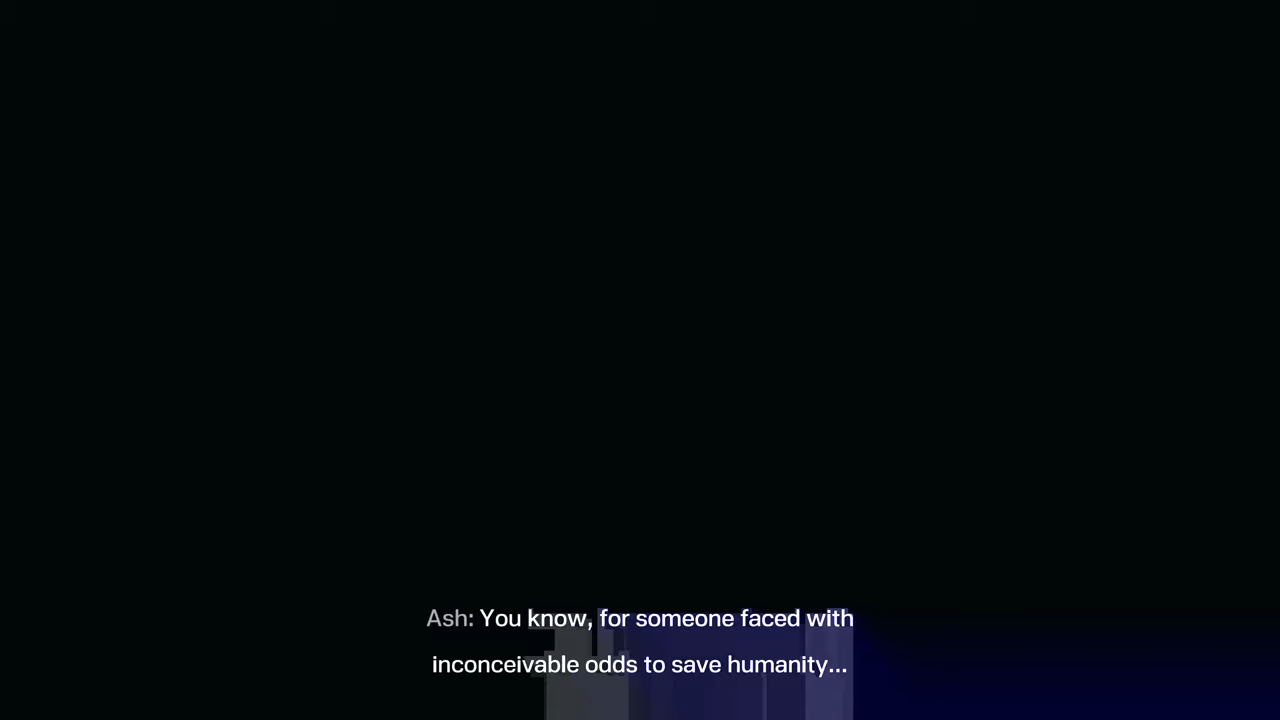 Ash: You know, for someone faced with
inconceivable odds to save humanity...